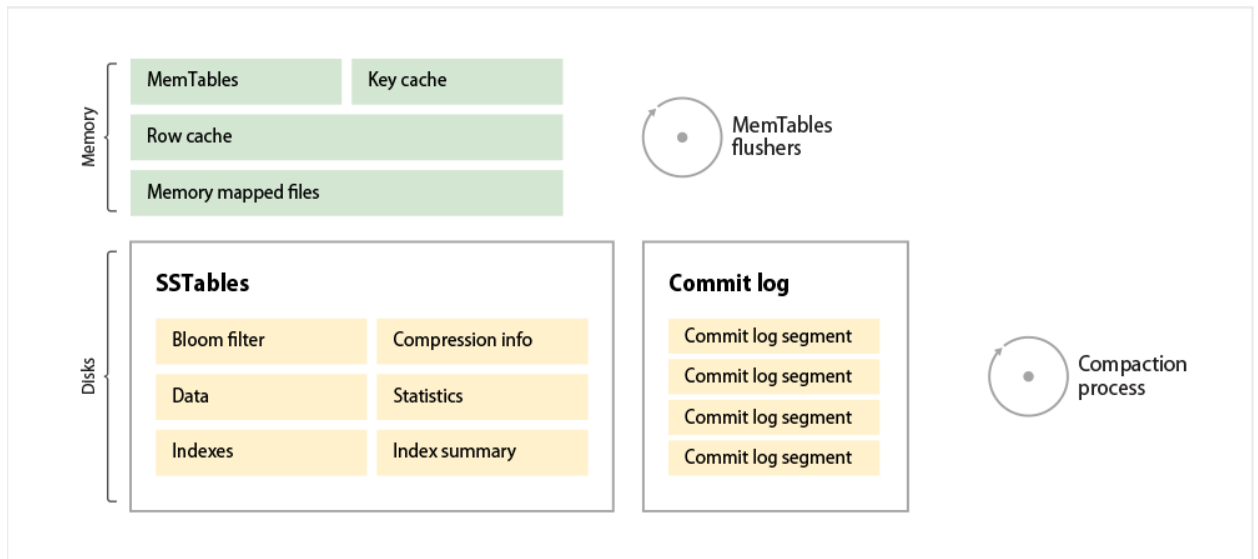 Memory
MemTables
Key cache
Row cache
Memory mapped files
MemTables
flushers
Disks
SSTables
Bloom filter
Compression info
Data
Statistics
Indexes
Index summary
Commit log
Commit log segment
Commit log segment
Commit log segment
Commit log segment
Compaction
process